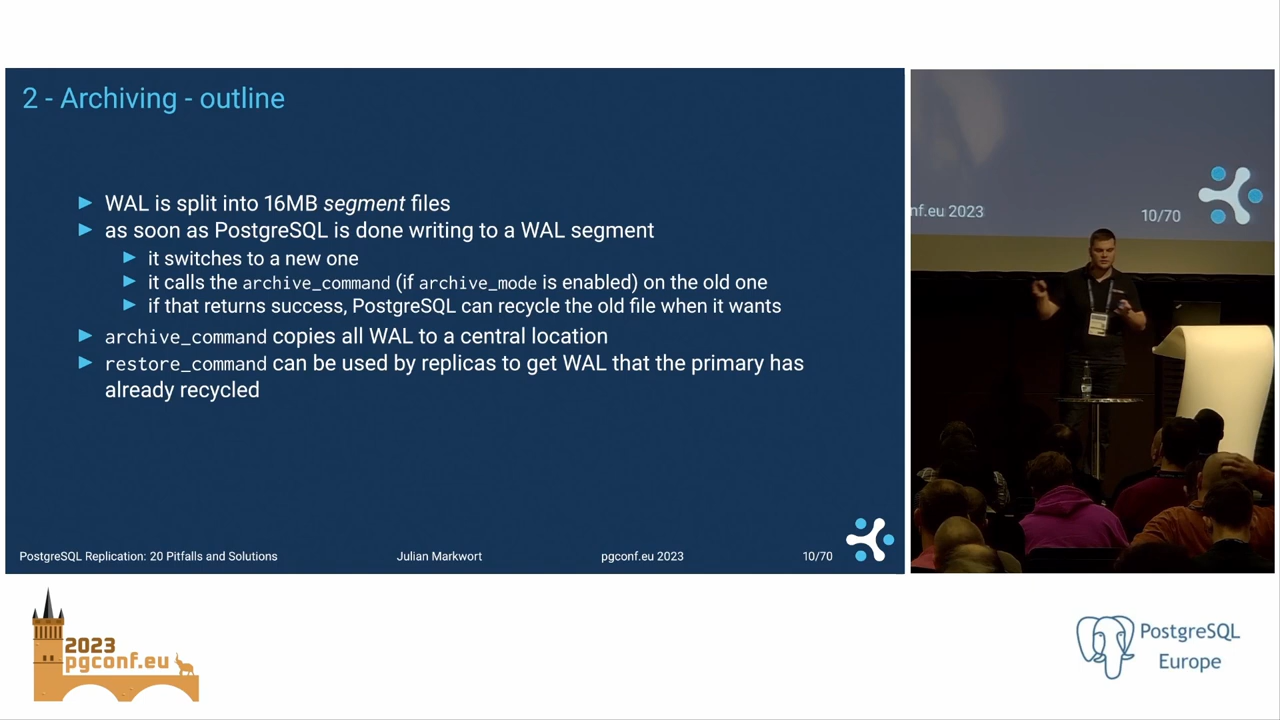 2 - Archiving - outline
WAL is split into 16MB segment files
as soon as PostgreSQL is done writing to a WAL segment
it switches to a new one
it calls the archive_command (if archive_mode is enabled) on the old one
if that returns success, PostgreSQL can recycle the old file when it wants
archive_command copies all WAL to a central location
restore_command can be used by replicas to get WAL that the primary has
already recycled
PostgreSQL Replication: 20 Pitfalls and Solutions
Julian Markwort
pgconf.eu 2023
10/70
nf.eu 2023
10/70
2023
pgconf.eu
PostgreSQL
Europe